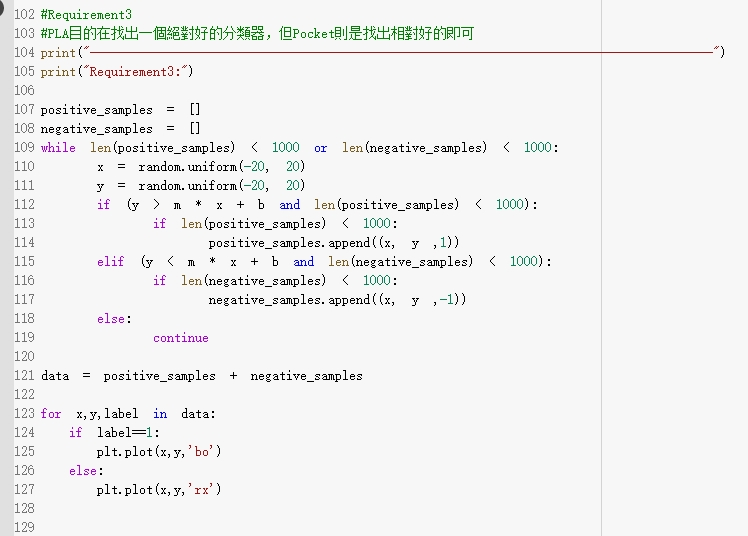 102 #Requirement3
103 #PLA目的在找出一個絕對好的分類器，但Pocket則是找出相對好的即可
104 print("————————————————————————————————————————————")
105 print("Requirement3:")
106
107 positive_samples = []
108 negative_samples = []
109 while len(positive_samples) < 1000 or len(negative_samples) < 1000:
110 x = random.uniform(-20, 20)
111 y = random.uniform(-20, 20)
112 if (y > m * x + b and len(positive_samples) < 1000):
113 if len(positive_samples) < 1000:
114 positive_samples.append((x, y ,1))
115 elif (y < m * x + b and len(negative_samples) < 1000):
116 if len(negative_samples) < 1000:
117 negative_samples.append((x, y ,-1))
118 else:
119 continue
120
121 data = positive_samples + negative_samples
122
123 for x,y,label in data:
124 if label==1:
125 plt.plot(x,y,'bo')
126 else:
127 plt.plot(x,y,'rx')
128
129